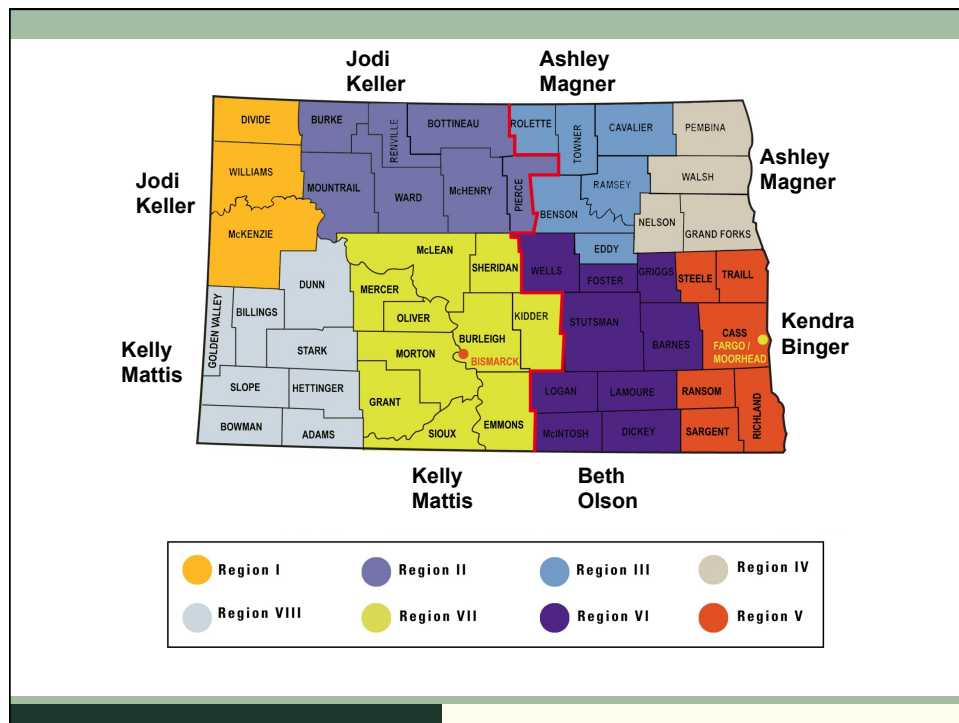 Jodi
Keller
Ashley
Magner
DIVIDE
BURKE
RENVILLE
BOTTINEAU
ROLETTE
TOWNER
CAVALIER
PEMBINA
Jodi
Keller
WILLIAMS
MOUNTRAIL
WARD
McHENRY
PIERCE
BENSON
RAMSEY
WALSH
Ashley
Magner
McKENZIE
NELSON
GRAND FORKS
McLEAN
SHERIDAN
WELLS
EDDY
FOSTER
GRIGGS
STEELE
TRAILL
DUNN
MERCER
OLIVER
KIDDER
STUTSMAN
GOLDEN VALLEY
BILLINGS
STARK
MORTON
BURLEIGH
BISMARCK
BARNES
CASS
FARGO /
MOORHEAD
Kendra
Binger
Kelly
Mattis
SLOPE
HETTINGER
GRANT
LOGAN
LAMOURE
RANSOM
RICHLAND
BOWMAN
ADAMS
SIOUX
EMMONS
McINTOSH
DICKEY
SARGENT
Kelly
Mattis
Beth
Olson
Region I
Region II
Region III
Region IV
Region VIII
Region VII
Region VI
Region V